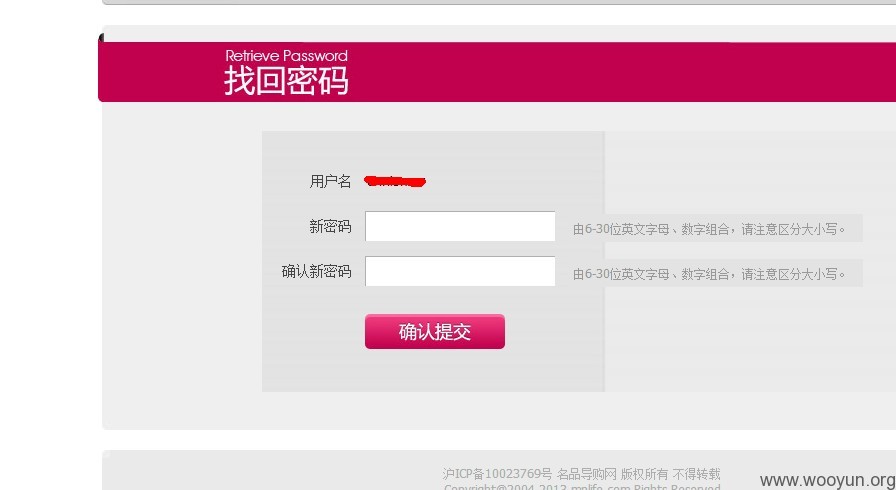 Retrieve Password
找回密码
用户名
新密码 由6-30位英文字母、数字组合，请注意区分大小写。
确认新密码 由6-30位英文字母、数字组合，请注意区分大小写。
确认提交
沪ICP备10023769号 名品导购网 版权所有 不得转载
Copyright©2004-2013 mplife.com Rights Reserved
www.wooyun.org